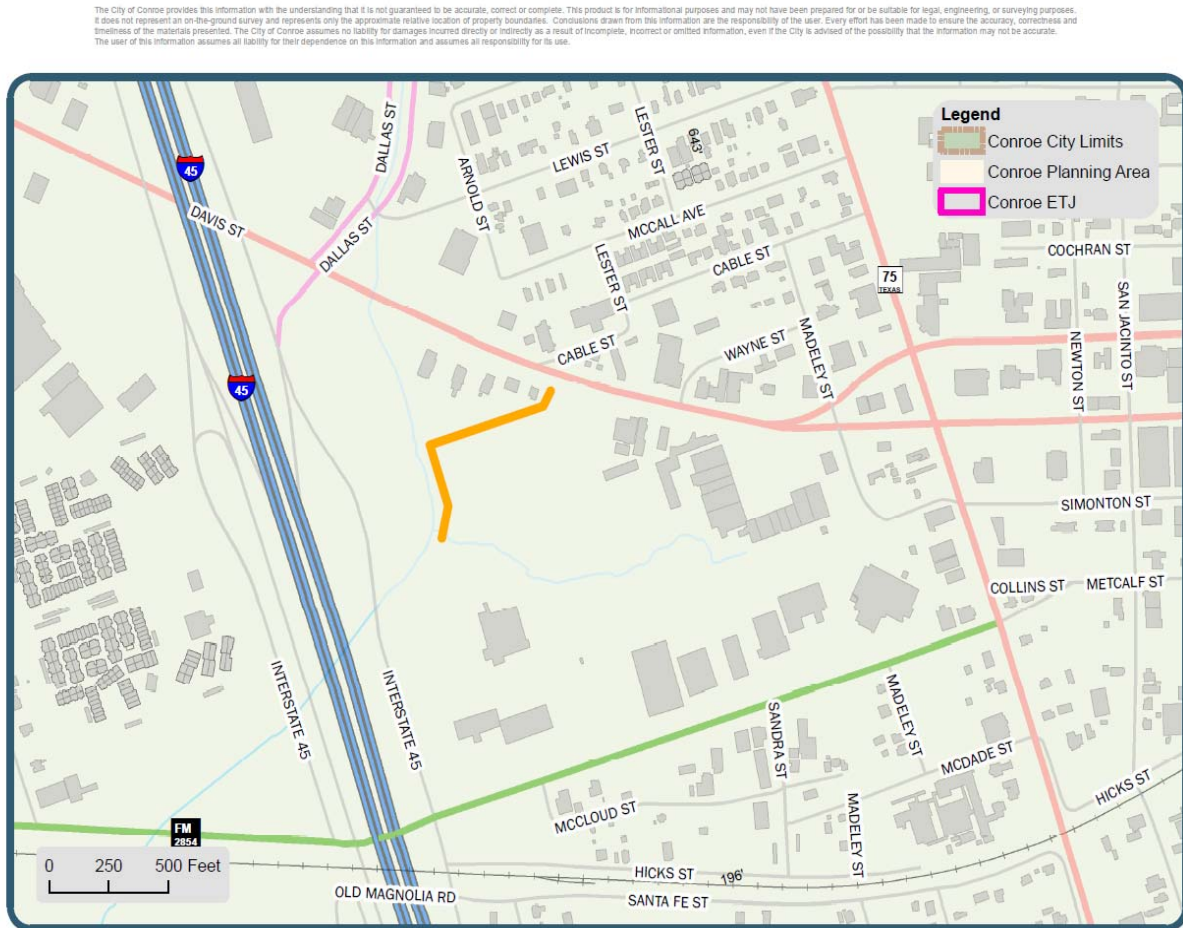 The City of Conroe provides this information with the understanding that it is not guaranteed to be accurate, correct or complete. This product is for informational purposes and may not have been prepared for or be suitable for legal, engineering, or surveying purposes.
It does not represent an on-the-ground survey and represents only the approximate relative location of property boundaries. Conclusions drawn from this information are the responsibility of the user. Every effort has been made to ensure the accuracy, correctness and
timeliness of the materials presented. The City of Conroe assumes no liability for damages incurred directly or indirectly as a result of incomplete, incorrect or omitted information, even if the City is advised of the possibility that the information may not be accurate.
The user of this information assumes all liability for their dependence on this information and assumes all responsibility for its use.
Legend
Conroe City Limits
Conroe Planning Area
Conroe ETJ
DALLAS ST
LESTER ST
643'
LEWIS ST
45
ARNOLD ST
DAVIS ST
DALLAS ST
MCCALL AVE
COCHRAN ST
LESTER ST
CABLE ST
75
TEXAS
SAN JACINTO ST
NEWTON ST
CABLE ST
WAYNE ST
MADELEY ST
45
SIMONTON ST
COLLINS ST
METCALF ST
INTERSTATE 45
INTERSTATE 45
SANDRA ST
MADELEY ST
MCDADE ST
HICKS ST
MCCLOUD ST
MADELEY ST
FM
2854
0 250 500 Feet
HICKS ST
196'
OLD MAGNOLIA RD
SANTA FE ST